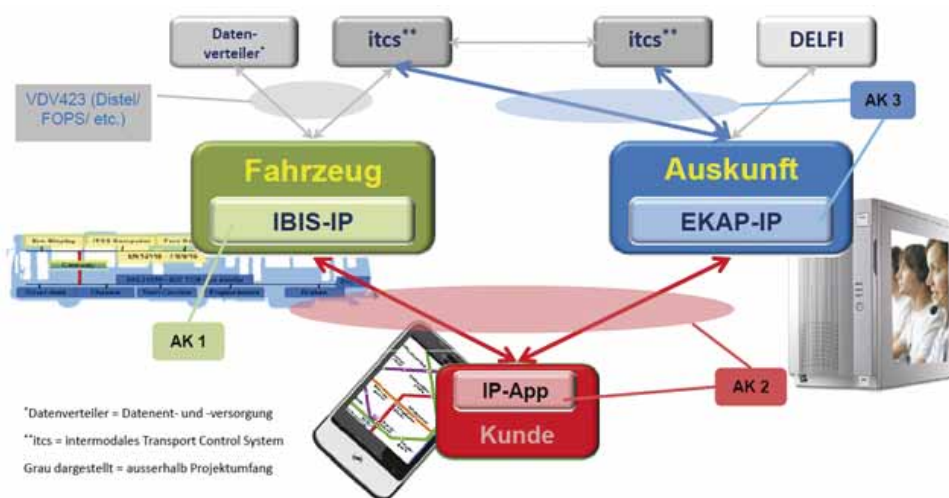 Daten-
verteiler*
itcs**
itcs**
DELFI
VDV423 (Distel/
FOPS/ etc.)
AK 3
Fahrzeug
Auskunft
IBIS-IP
EKAP-IP
AK 1
IP-App
AK 2
Kunde
*Datenverteiler = Datenent- und -versorgung
**itcs = intermodales Transport Control System
Grau dargestellt = ausserhalb Projektumfang